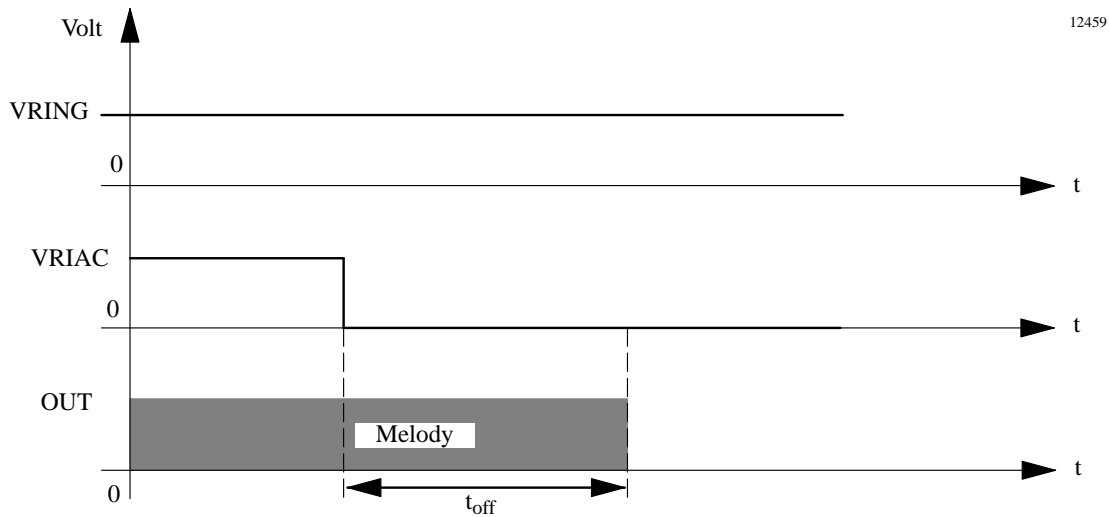 12459
Volt
VRING
0
t
VRIAC
0
t
OUT
Melody
t
0
toff